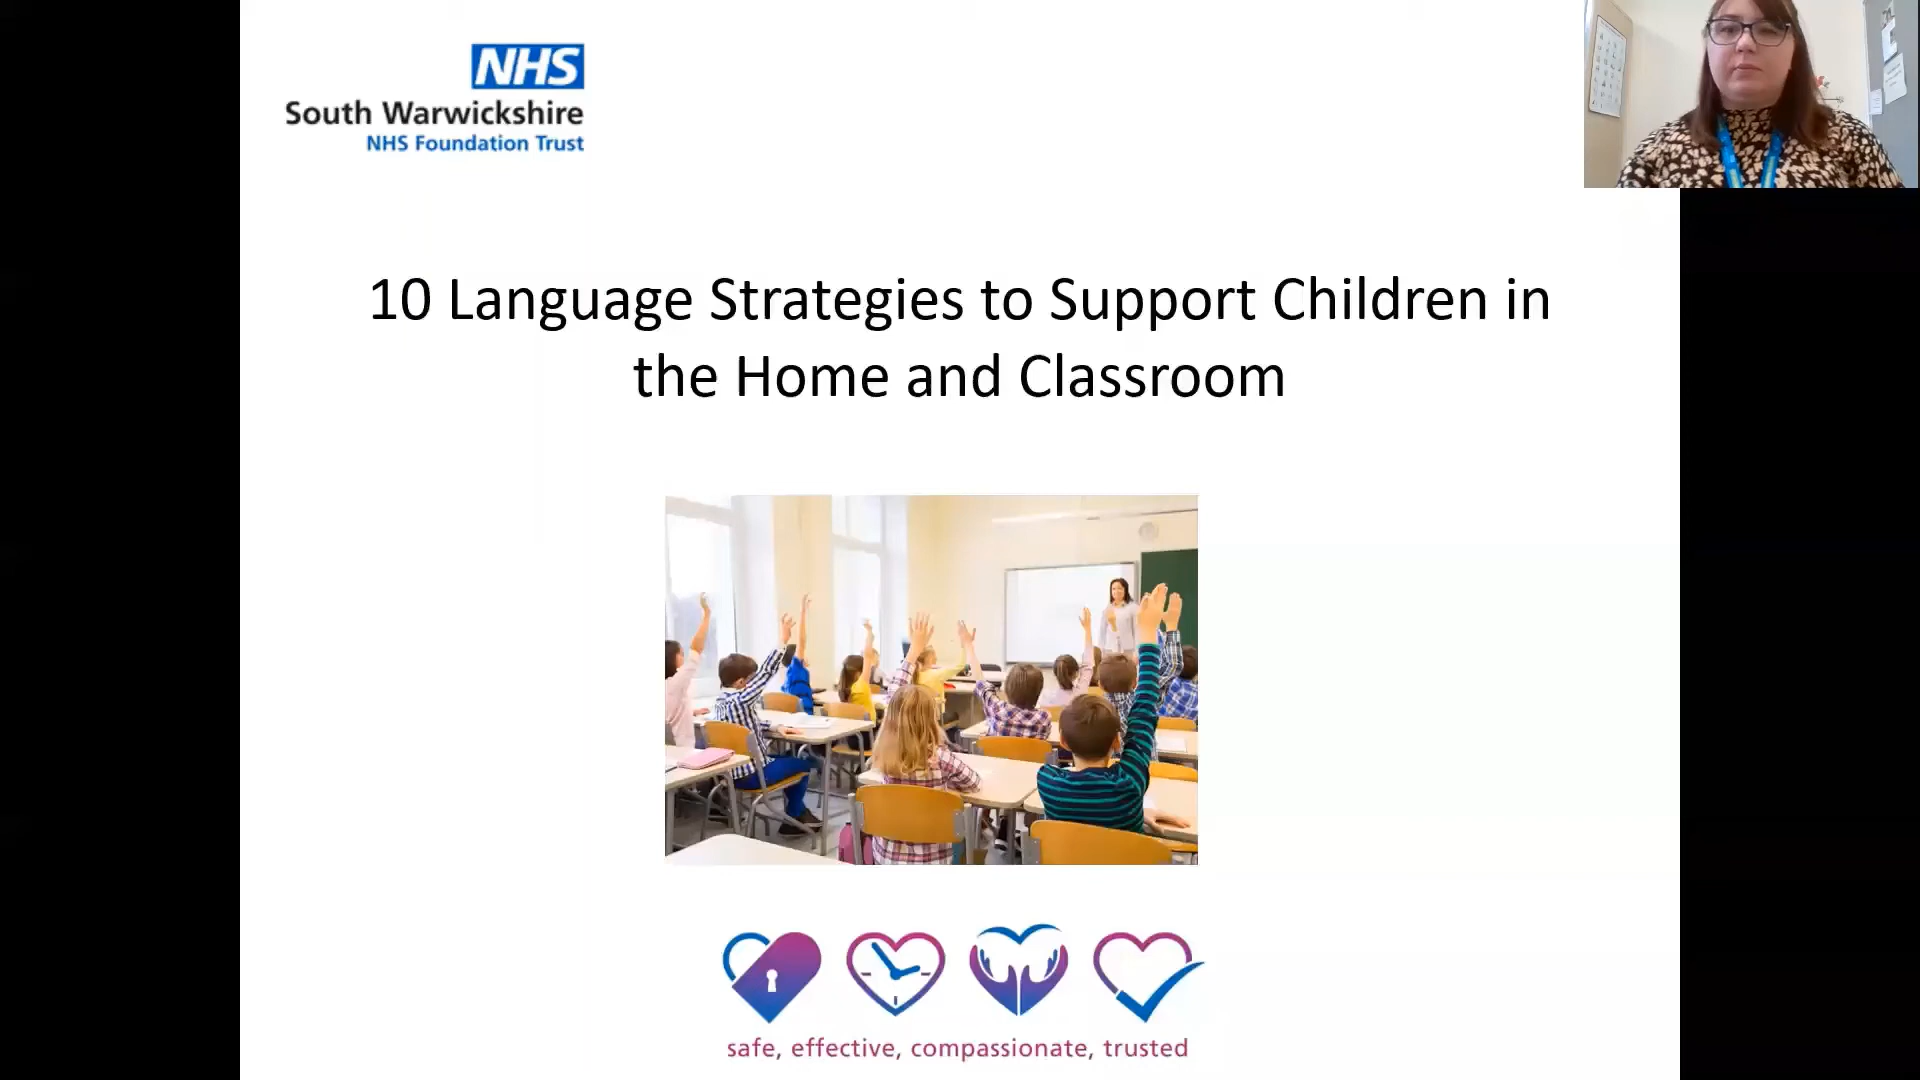 NHS
South Warwickshire
NHS Foundation Trust
10 Language Strategies to Support Children in
the Home and Classroom
safe, effective, compassionate, trusted